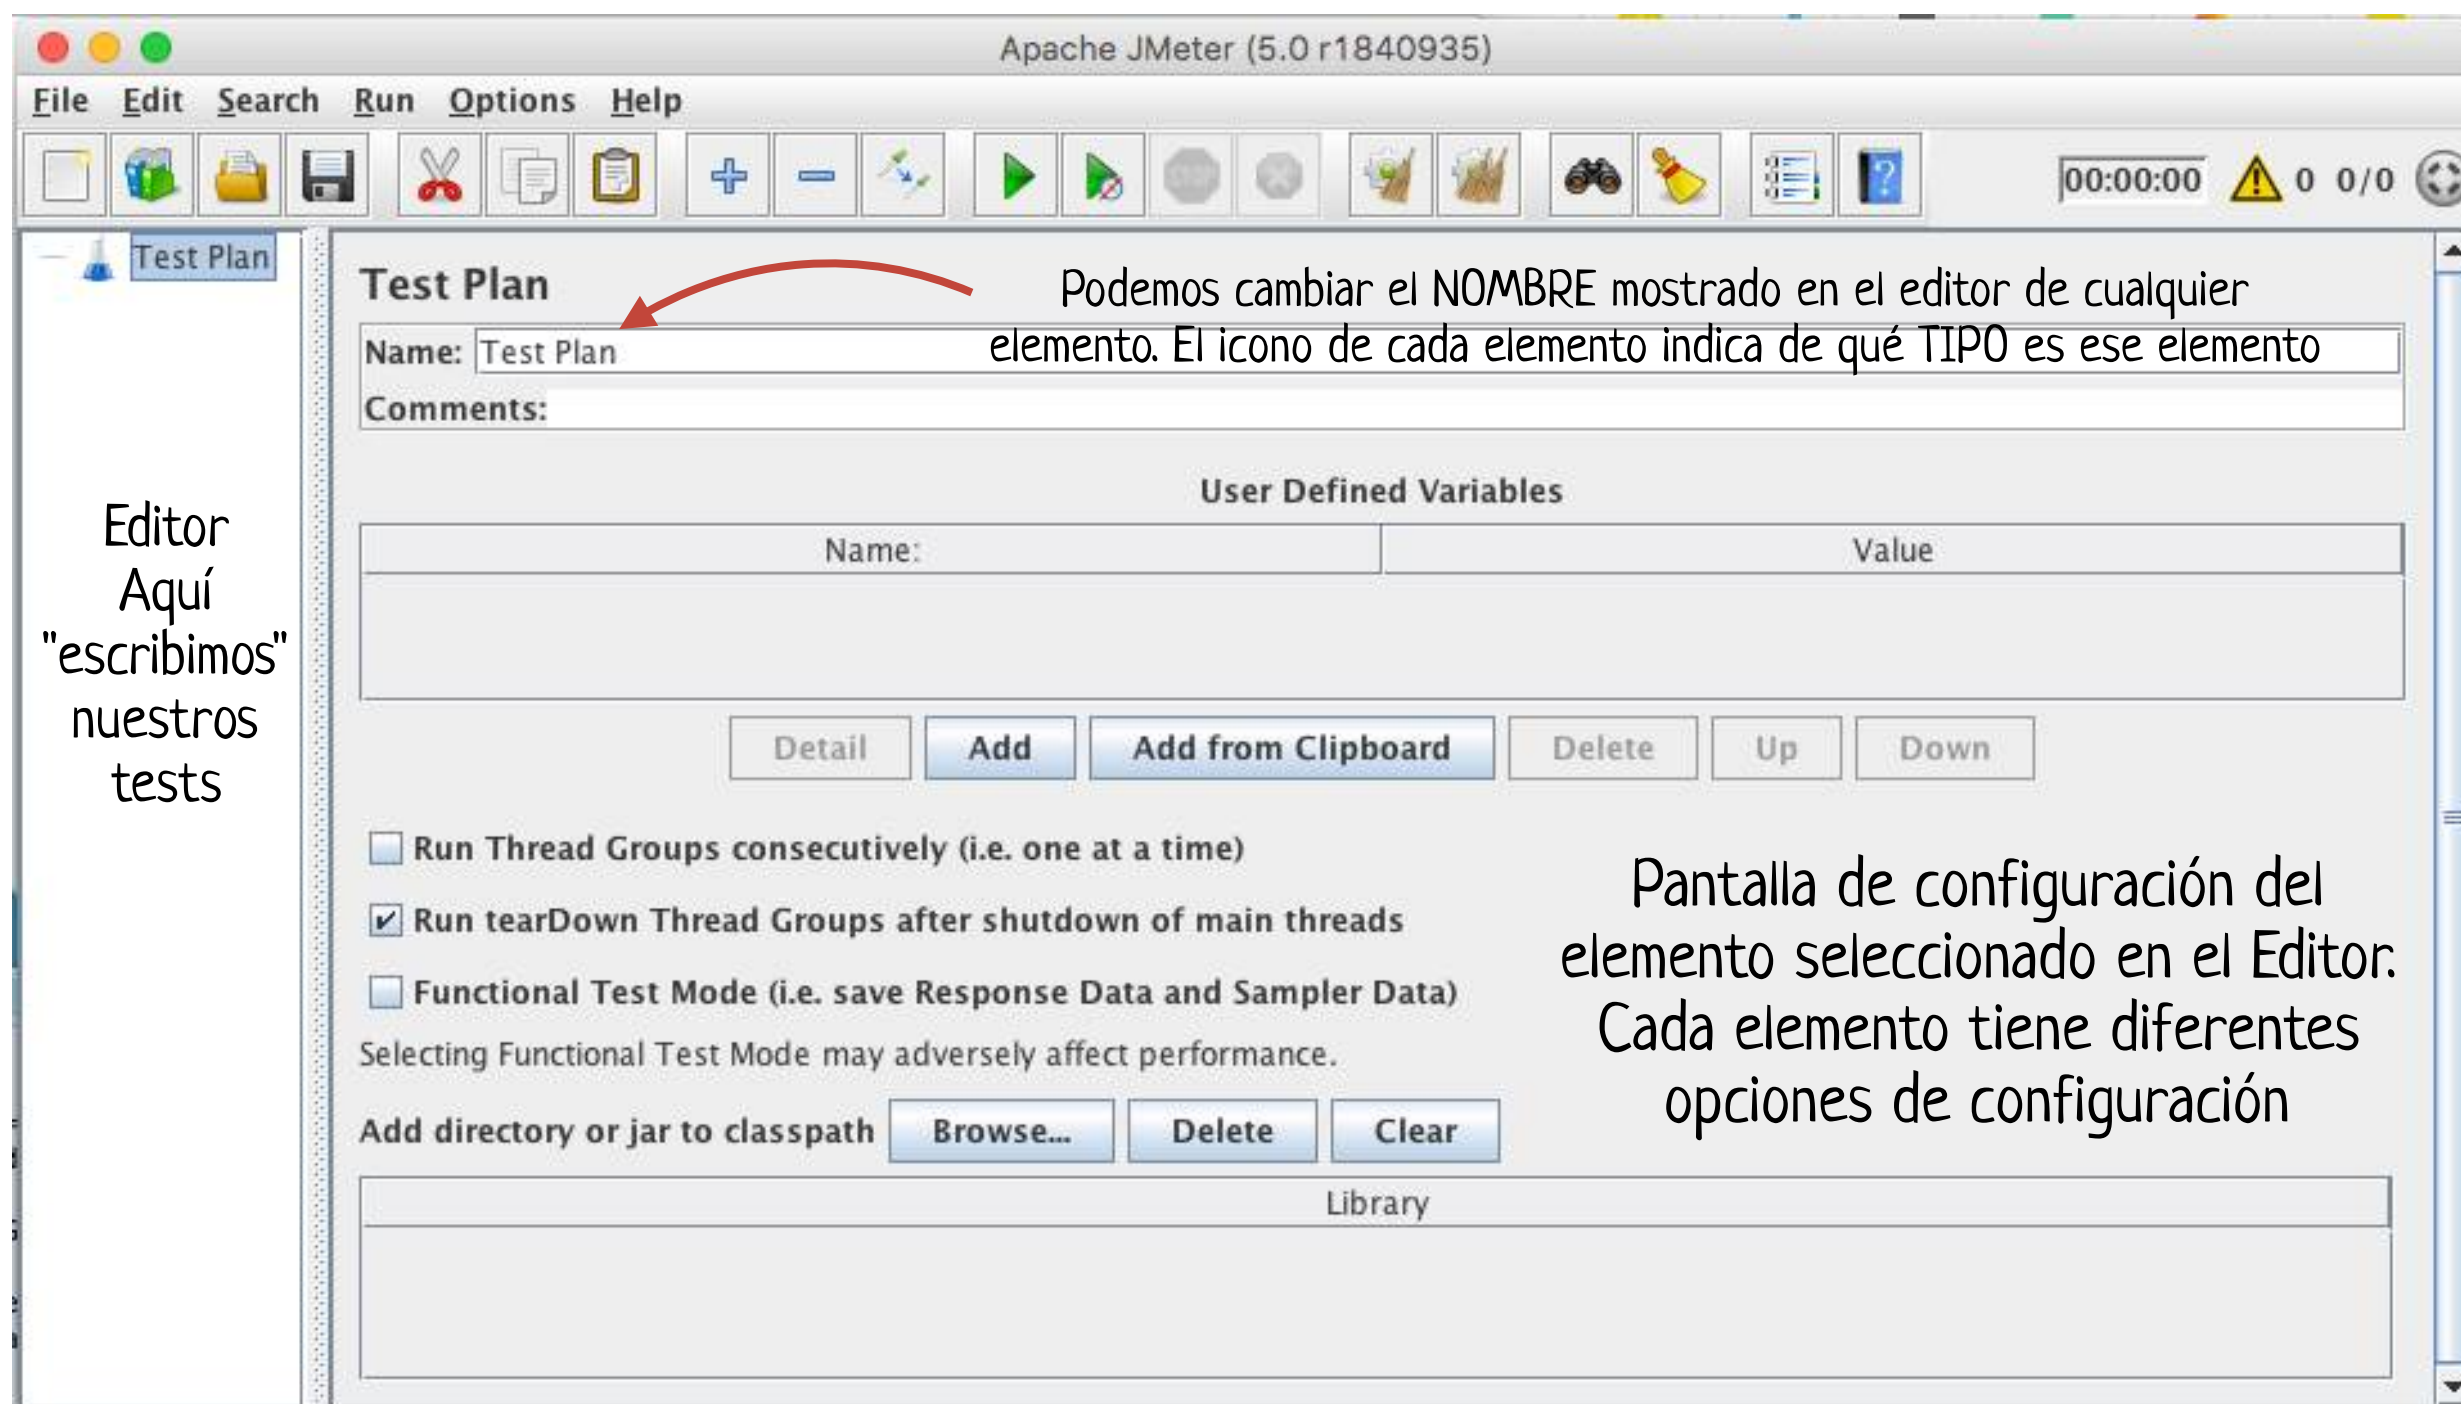 Apache JMeter (5.0 r1840935)
File Edit Search Run Options Help
00:00:00 0 0/0
Test Plan
Test Plan
Podemos cambiar el NOMBRE mostrado en el editor de cualquier
elemento. El icono de cada elemento indica de qué TIPO es ese elemento
Name: Test Plan
Comments:
Editor
Aquí
"escribimos"
nuestros
tests
User Defined Variables
Name: Value
Detail Add Add from Clipboard Delete Up Down
Run Thread Groups consecutively (i.e. one at a time)
Run tearDown Thread Groups after shutdown of main threads
Functional Test Mode (i.e. save Response Data and Sampler Data)
Selecting Functional Test Mode may adversely affect performance.
Pantalla de configuración del
elemento seleccionado en el Editor.
Cada elemento tiene diferentes
opciones de configuración
Add directory or jar to classpath Browse... Delete Clear
Library